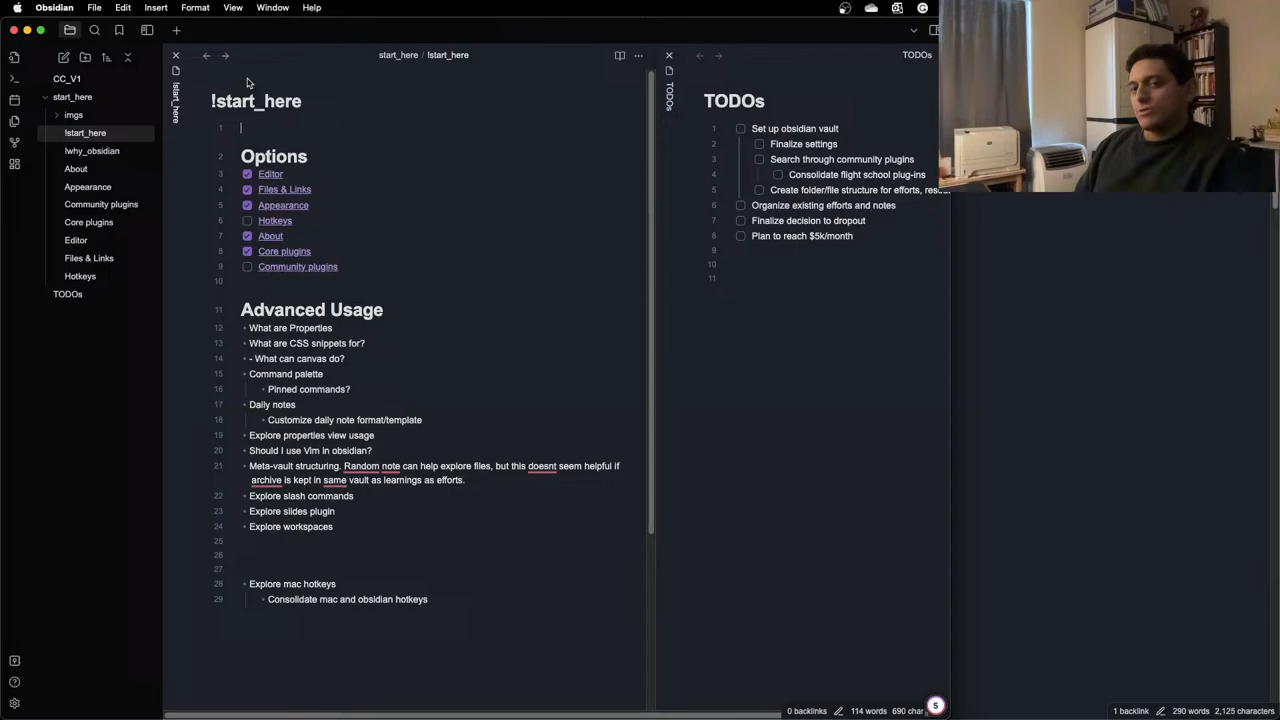 Obsidian File Edit Insert Format View Window Help
CC_V1
start_here
imgs
!start_here
!why_obsidian
About
Appearance
Community plugins
Core plugins
Editor
Files & Links
Hotkeys
TODOs
!start_here
start_here / !start_here
!start_here
1
2 Options
3 Editor
4 Files & Links
5 Appearance
6 Hotkeys
7 About
8 Core plugins
9 Community plugins
10
11 Advanced Usage
12 What are Properties
13 What are CSS snippets for?
14 - What can canvas do?
15 Command palette
16 Pinned commands?
17 Daily notes
18 Customize daily note format/template
19 Explore properties view usage
20 Should I use Vim in obsidian?
21 Meta-vault structuring. Random note can help explore files, but this doesnt seem helpful if
archive is kept in same vault as learnings as efforts.
22 Explore slash commands
23 Explore slides plugin
24 Explore workspaces
25
26
27
28 Explore mac hotkeys
29 Consolidate mac and obsidian hotkeys
TODOs
TODOs
TODOs
1 Set up obsidian vault
2 Finalize settings
3 Search through community plugins
4 Consolidate flight school plug-ins
5 Create folder/file structure for efforts, resou
6 Organize existing efforts and notes
7 Finalize decision to dropout
8 Plan to reach $5k/month
9
10
11
0 backlinks 114 words 690 char
5
1 backlink 290 words 2,125 characters